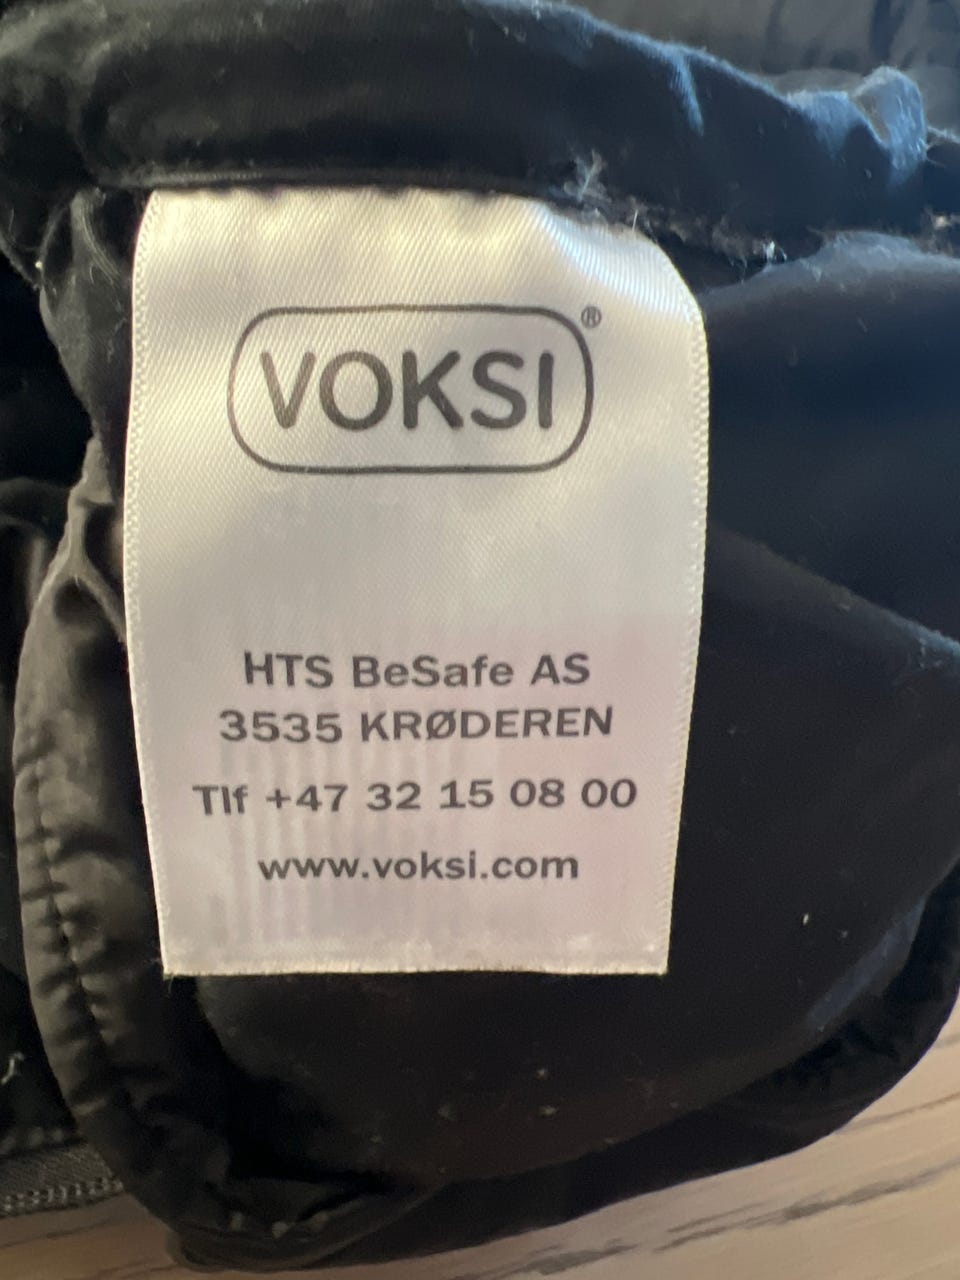 VOKSI®
HTS BeSafe AS
3535 KRØDEREN
Tlf +47 32 15 08 00
www.voksi.com